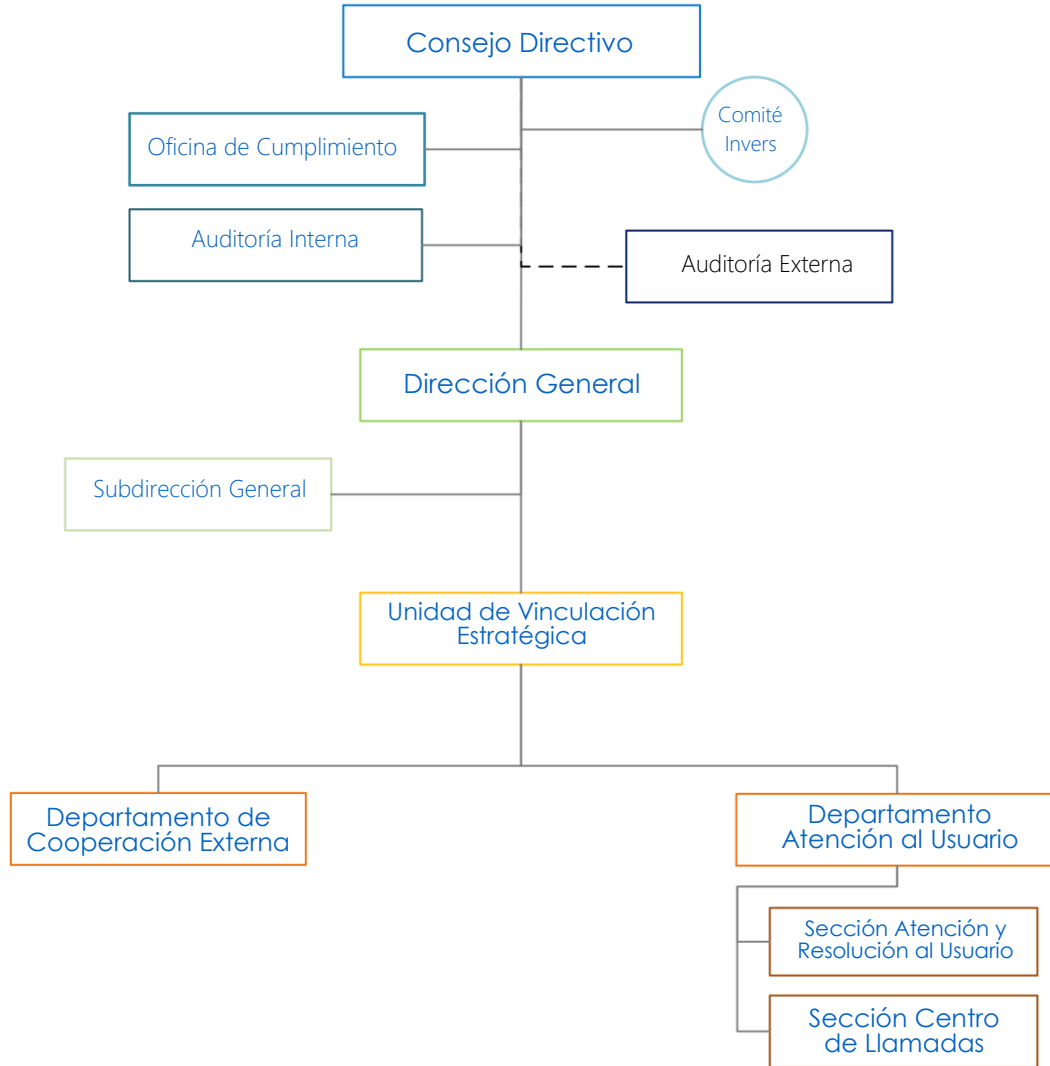 Consejo Directivo
Comité
Invers
Oficina de Cumplimiento
Auditoría Interna
Auditoría Externa
Dirección General
Subdirección General
Unidad de Vinculación
Estratégica
Departamento de
Cooperación Externa
Departamento
Atención al Usuario
Sección Atención y
Resolución al Usuario
Sección Centro
de Llamadas